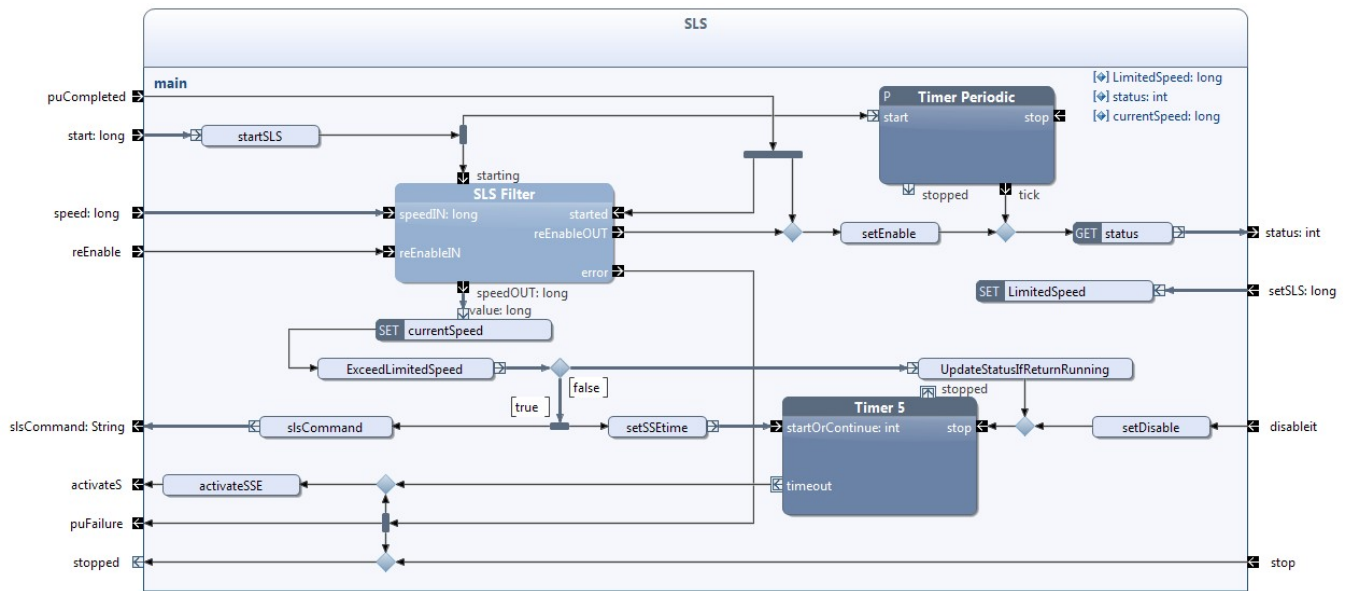 SLS
main
[◈] LimitedSpeed: long
[◈] status: int
[◈] currentSpeed: long
puCompleted
P
Timer Periodic
start
stop
start: long
startSLS
starting
stopped
tick
SLS Filter
speed: long
speedIN: long
started
reEnableOUT
setEnable
GET status
status: int
reEnable
reEnableIN
error
speedOUT: long
value: long
SET LimitedSpeed
setSLS: long
SET currentSpeed
ExceedLimitedSpeed
[false]
UpdateStatusIfReturnRunning
stopped
[true]
Timer 5
slsCommand: String
slsCommand
setSSEtime
startOrContinue: int
stop
setDisable
disableit
activateS
activateSSE
timeout
puFailure
stopped
stop